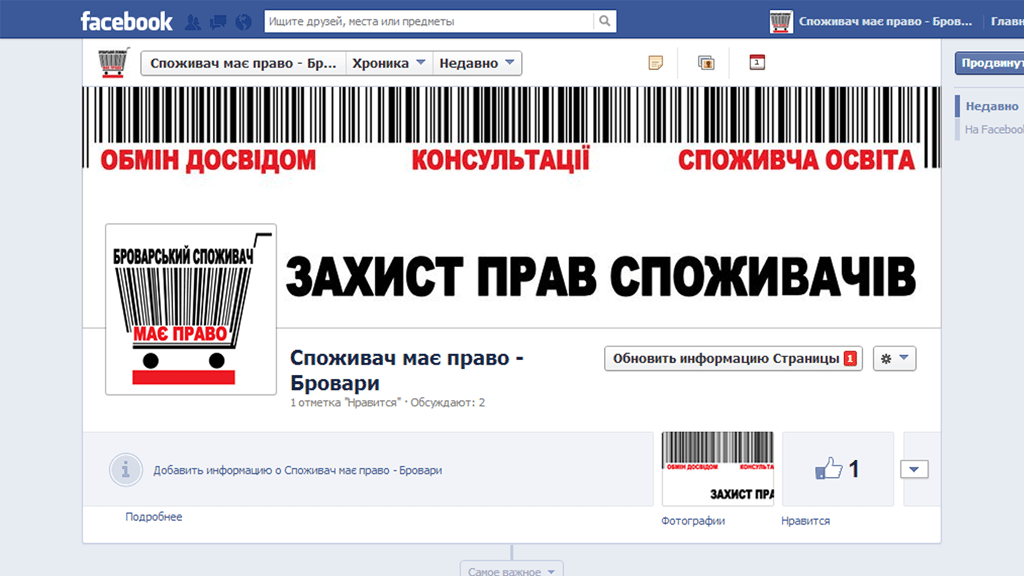 facebook
Ищите друзей, места или предметы
Споживач має право - Бров...
Главн
Споживач має право - Бр...
Хроника
Недавно
1
Продвинут
Недавно
На Facebook
ОБМІН ДОСВІДОМ
КОНСУЛЬТАЦІЇ
СПОЖИВЧА ОСВІТА
БРОВАРСЬКИЙ СПОЖИВАЧ
МАЄ ПРАВО
ЗАХИСТ ПРАВ СПОЖИВАЧІВ
Споживач має право -
Бровари
1 отметка "Нравится" · Обсуждают: 2
Обновить информацию Страницы 1
Добавить информацию о Споживач має право - Бровари
ОБМІН ДОСВІДОМ
КОНСУЛЬТА
ЗАХИСТ ПРА
1
Подробнее
Фотографии
Нравится
Самое важное